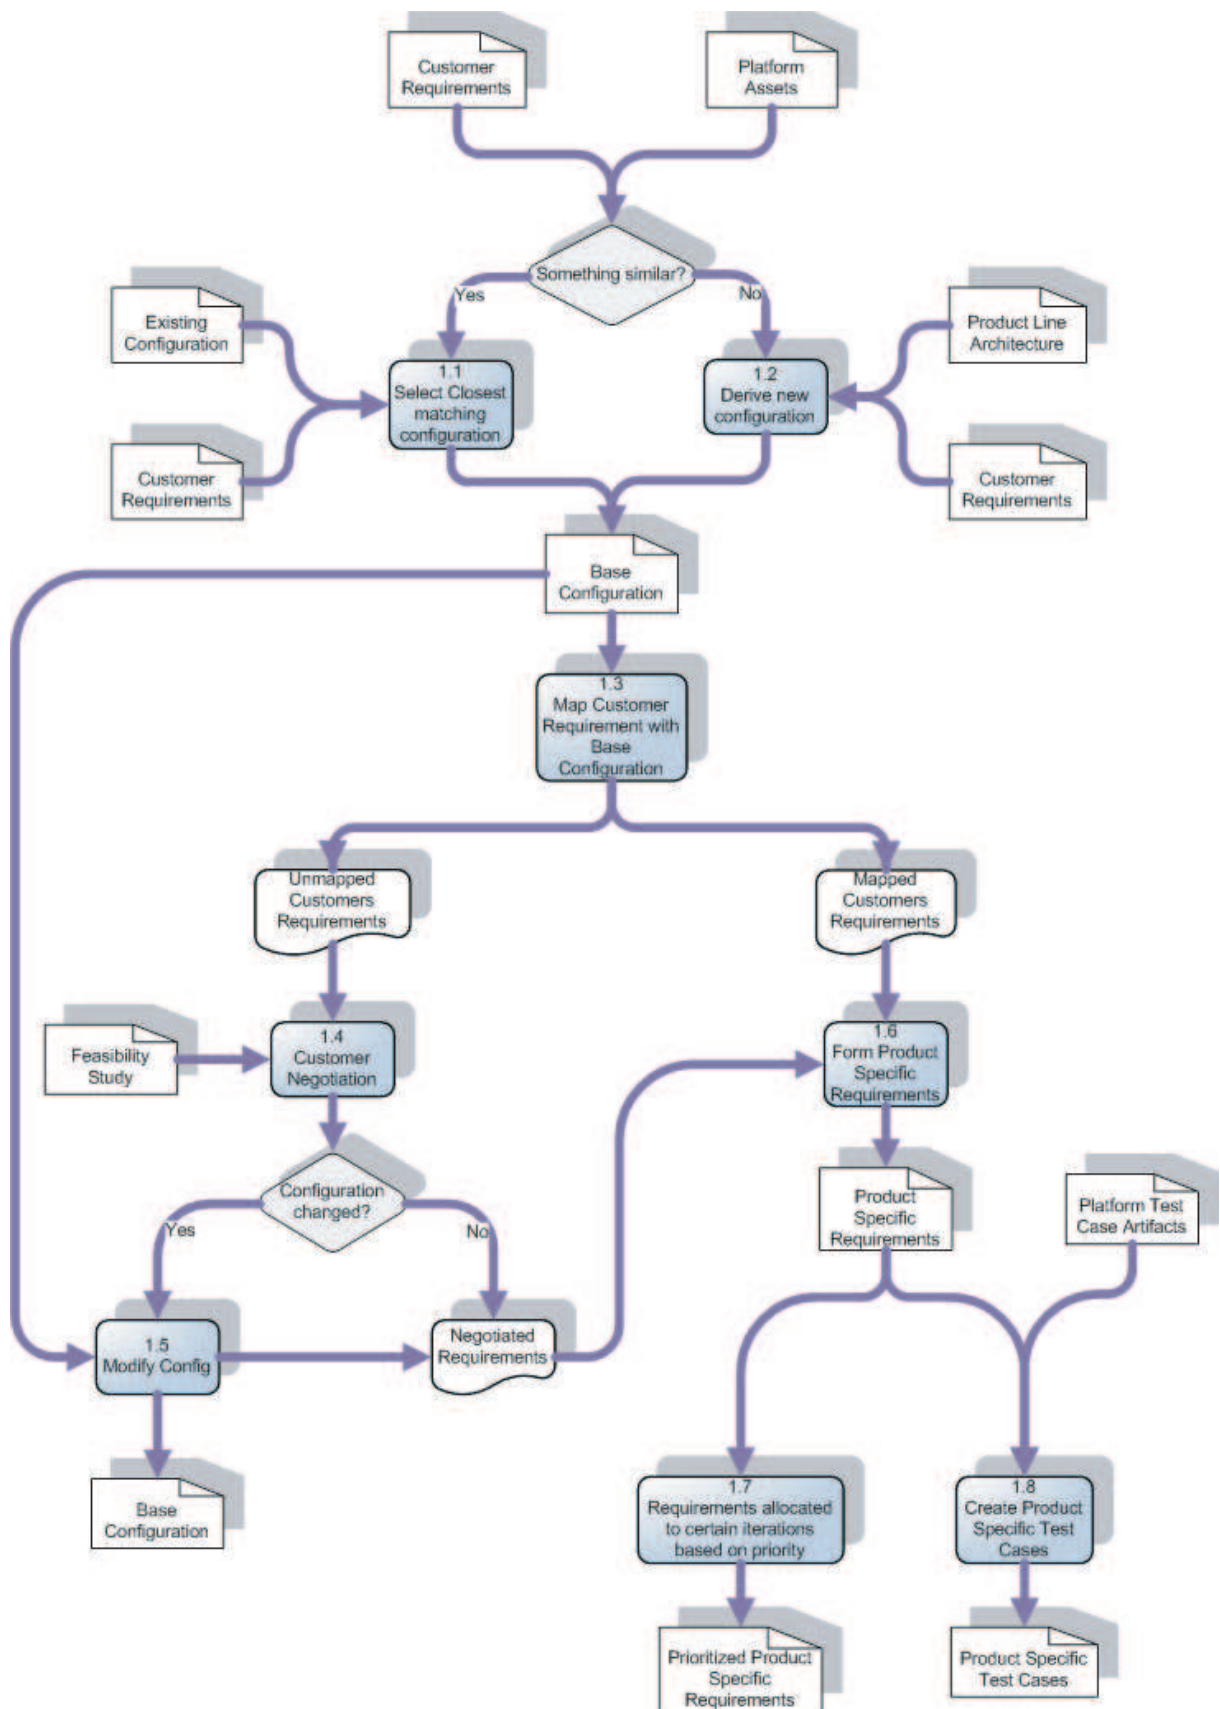 Customer
Requirements
Platform
Assets
Something similar?
Yes
No
Existing
Configuration
1.1
Select Closest
matching
configuration
1.2
Derive new
configuration
Product Line
Architecture
Customer
Requirements
Customer
Requirements
Base
Configuration
1.3
Map Customer
Requirement with
Base
Configuration
Unmapped
Customers
Requirements
Mapped
Customers
Requirements
Feasibility
Study
1.4
Customer
Negotiation
1.6
Form Product
Specific
Requirements
Configuration
changed?
Yes
No
Product
Specific
Requirements
Platform Test
Case Artifacts
1.5
Modify Config
Negotiated
Requirements
Base
Configuration
1.7
Requirements allocated
to certain iterations
based on priority
1.8
Create Product
Specific Test
Cases
Prioritized Product
Specific
Requirements
Product Specific
Test Cases